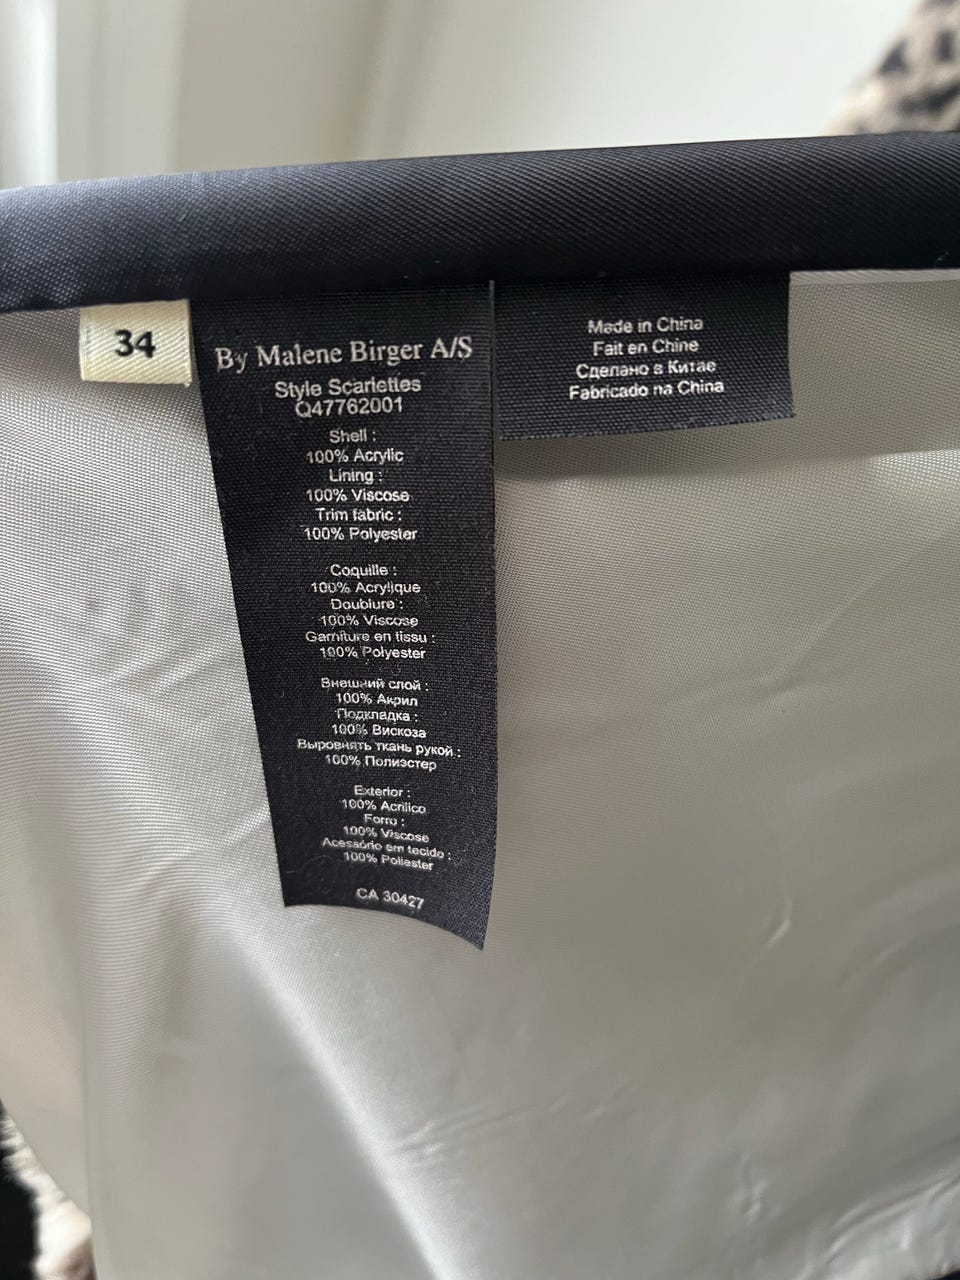 34
By Malene Birger A/S
Style Scarlettes
Q47762001
Shell :
100% Acrylic
Lining :
100% Viscose
Trim fabric :
100% Polyester
Coquille :
100% Acrylique
Doublure :
100% Viscose
Garniture en tissu :
100% Polyester
Внешний слой :
100% Акрил
Подкладка :
100% Вискоза
Выровнять ткань рукой :
100% Полиэстер
Exterior :
100% Acrilico
Forro :
100% Viscose
Acessório em tecido :
100% Poliester
CA 30427
Made in China
Fait en Chine
Сделано в Китае
Fabricado na China